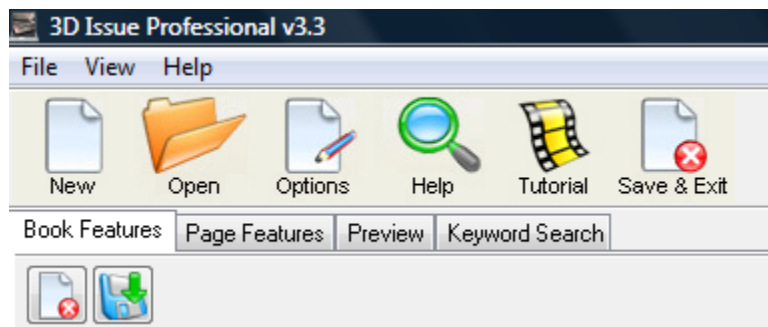 3D Issue Professional v3.3
File View Help
New Open Options Help Tutorial Save & Exit
Book Features Page Features Preview Keyword Search